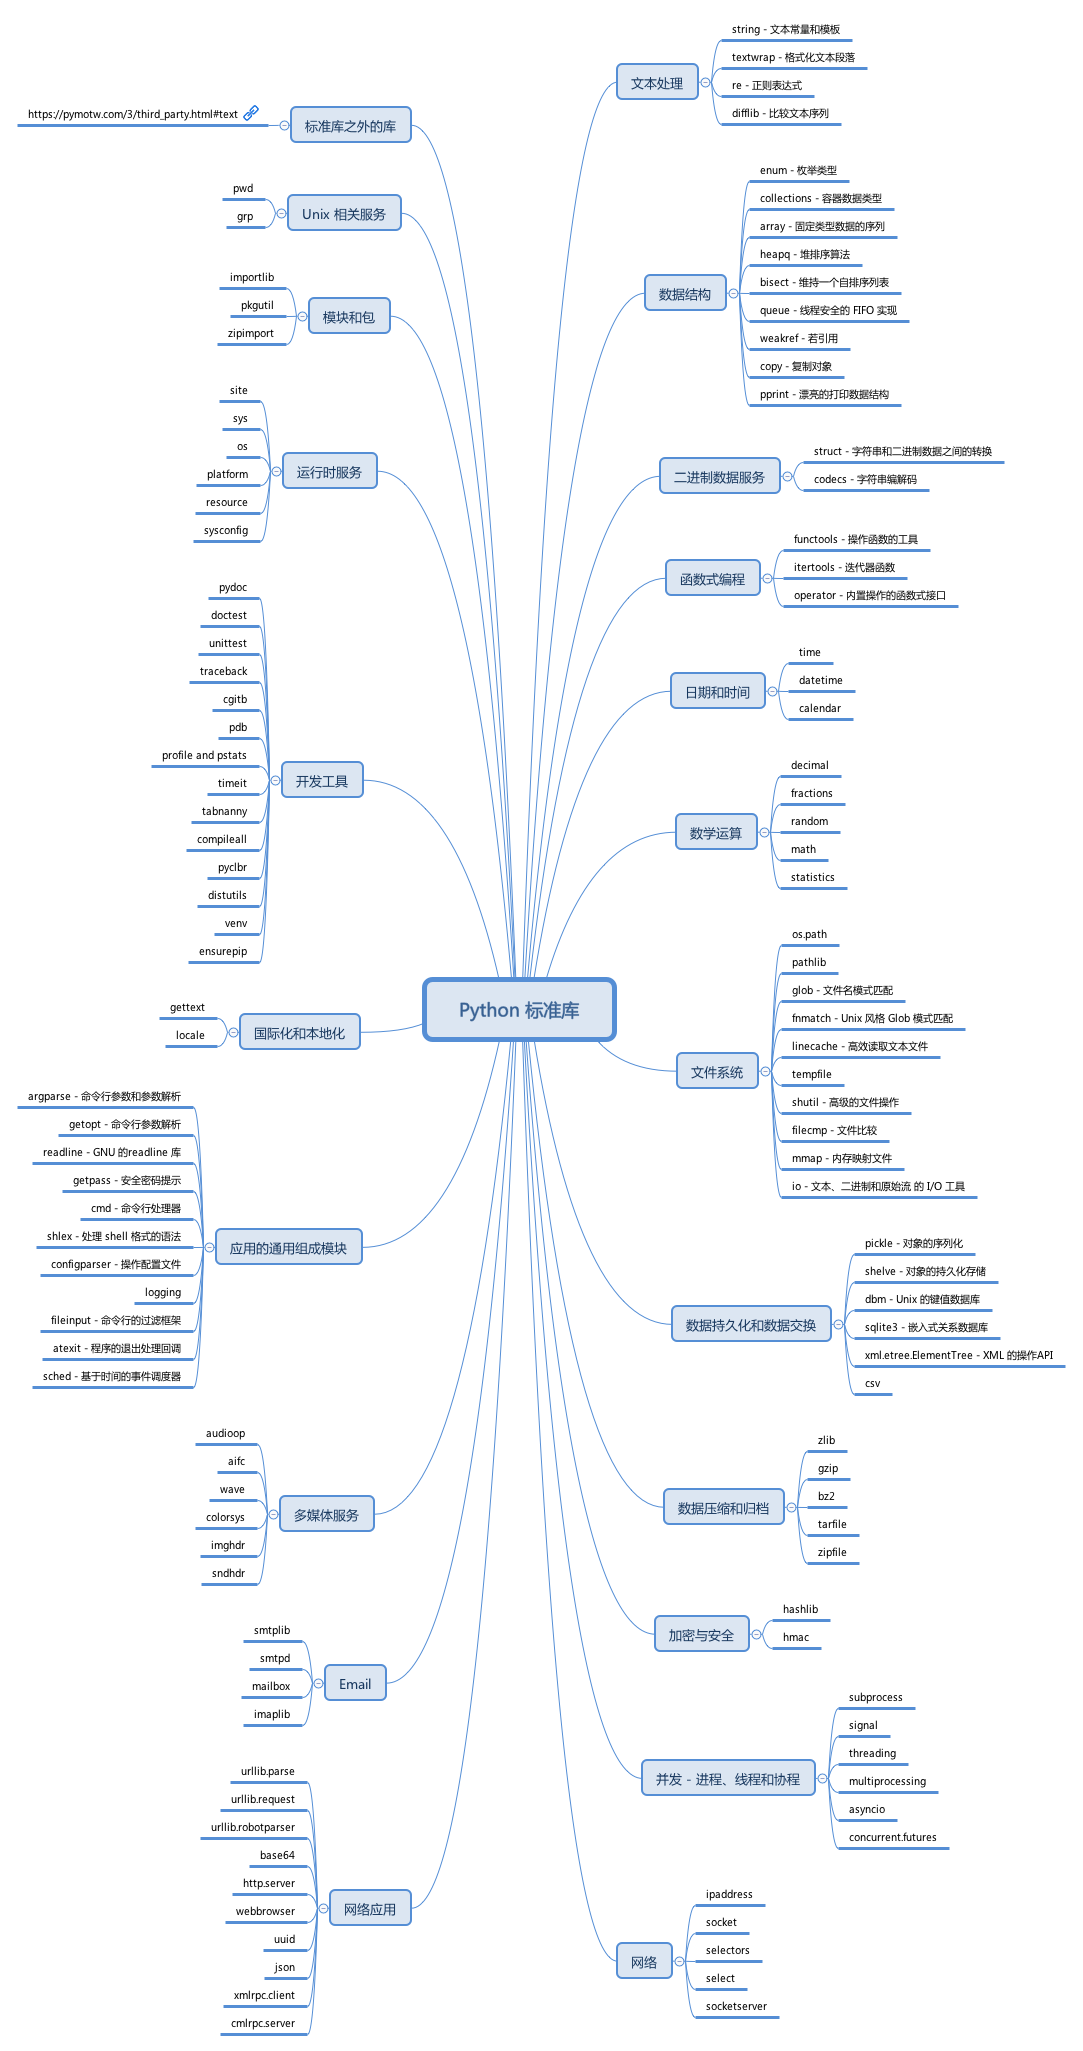 Python 标准库
文本处理
string - 文本常量和模板
textwrap - 格式化文本段落
re - 正则表达式
difflib - 比较文本序列
数据结构
enum - 枚举类型
collections - 容器数据类型
array - 固定类型数据的序列
heapq - 堆排序算法
bisect - 维持一个自排序列表
queue - 线程安全的 FIFO 实现
weakref - 若引用
copy - 复制对象
pprint - 漂亮的打印数据结构
二进制数据服务
struct - 字符串和二进制数据之间的转换
codecs - 字符串编解码
函数式编程
functools - 操作函数的工具
itertools - 迭代器函数
operator - 内置操作的函数式接口
日期和时间
time
datetime
calendar
数学运算
decimal
fractions
random
math
statistics
文件系统
os.path
pathlib
glob - 文件名模式匹配
fnmatch - Unix 风格 Glob 模式匹配
linecache - 高效读取文本文件
tempfile
shutil - 高级的文件操作
filecmp - 文件比较
mmap - 内存映射文件
io - 文本、二进制和原始流 的 I/O 工具
数据持久化和数据交换
pickle - 对象的序列化
shelve - 对象的持久化存储
dbm - Unix 的键值数据库
sqlite3 - 嵌入式关系数据库
xml.etree.ElementTree - XML 的操作API
csv
数据压缩和归档
zlib
gzip
bz2
tarfile
zipfile
加密与安全
hashlib
hmac
并发 - 进程、线程和协程
subprocess
signal
threading
multiprocessing
asyncio
concurrent.futures
网络
ipaddress
socket
selectors
select
socketserver
标准库之外的库
https://pymotw.com/3/third_party.html#text
Unix 相关服务
pwd
grp
模块和包
importlib
pkgutil
zipimport
运行时服务
site
sys
os
platform
resource
sysconfig
开发工具
pydoc
doctest
unittest
traceback
cgitb
pdb
profile and pstats
timeit
tabnanny
compileall
pyclbr
distutils
venv
ensurepip
国际化和本地化
gettext
locale
应用的通用组成模块
argparse - 命令行参数和参数解析
getopt - 命令行参数解析
readline - GNU 的readline 库
getpass - 安全密码提示
cmd - 命令行处理器
shlex - 处理 shell 格式的语法
configparser - 操作配置文件
logging
fileinput - 命令行的过滤框架
atexit - 程序的退出处理回调
sched - 基于时间的事件调度器
多媒体服务
audioop
aifc
wave
colorsys
imghdr
sndhdr
Email
smtplib
smtpd
mailbox
imaplib
网络应用
urllib.parse
urllib.request
urllib.robotparser
base64
http.server
webbrowser
uuid
json
xmlrpc.client
cmlrpc.server